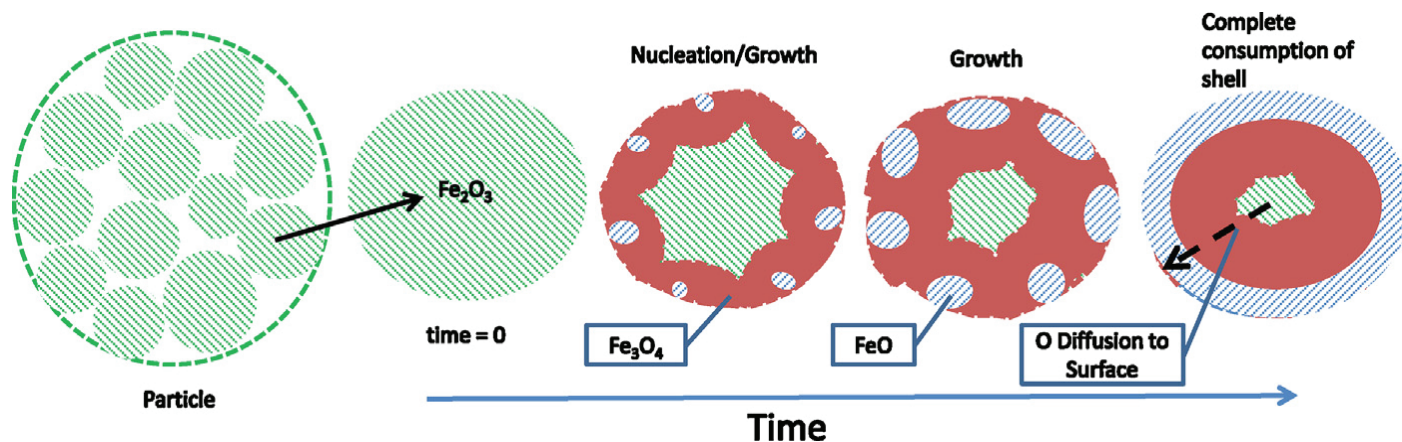 Particle
Fe₂O₃
time = 0
Nucleation/Growth
Fe₃O₄
Growth
FeO
Complete
consumption of
shell
O Diffusion to
Surface
Time